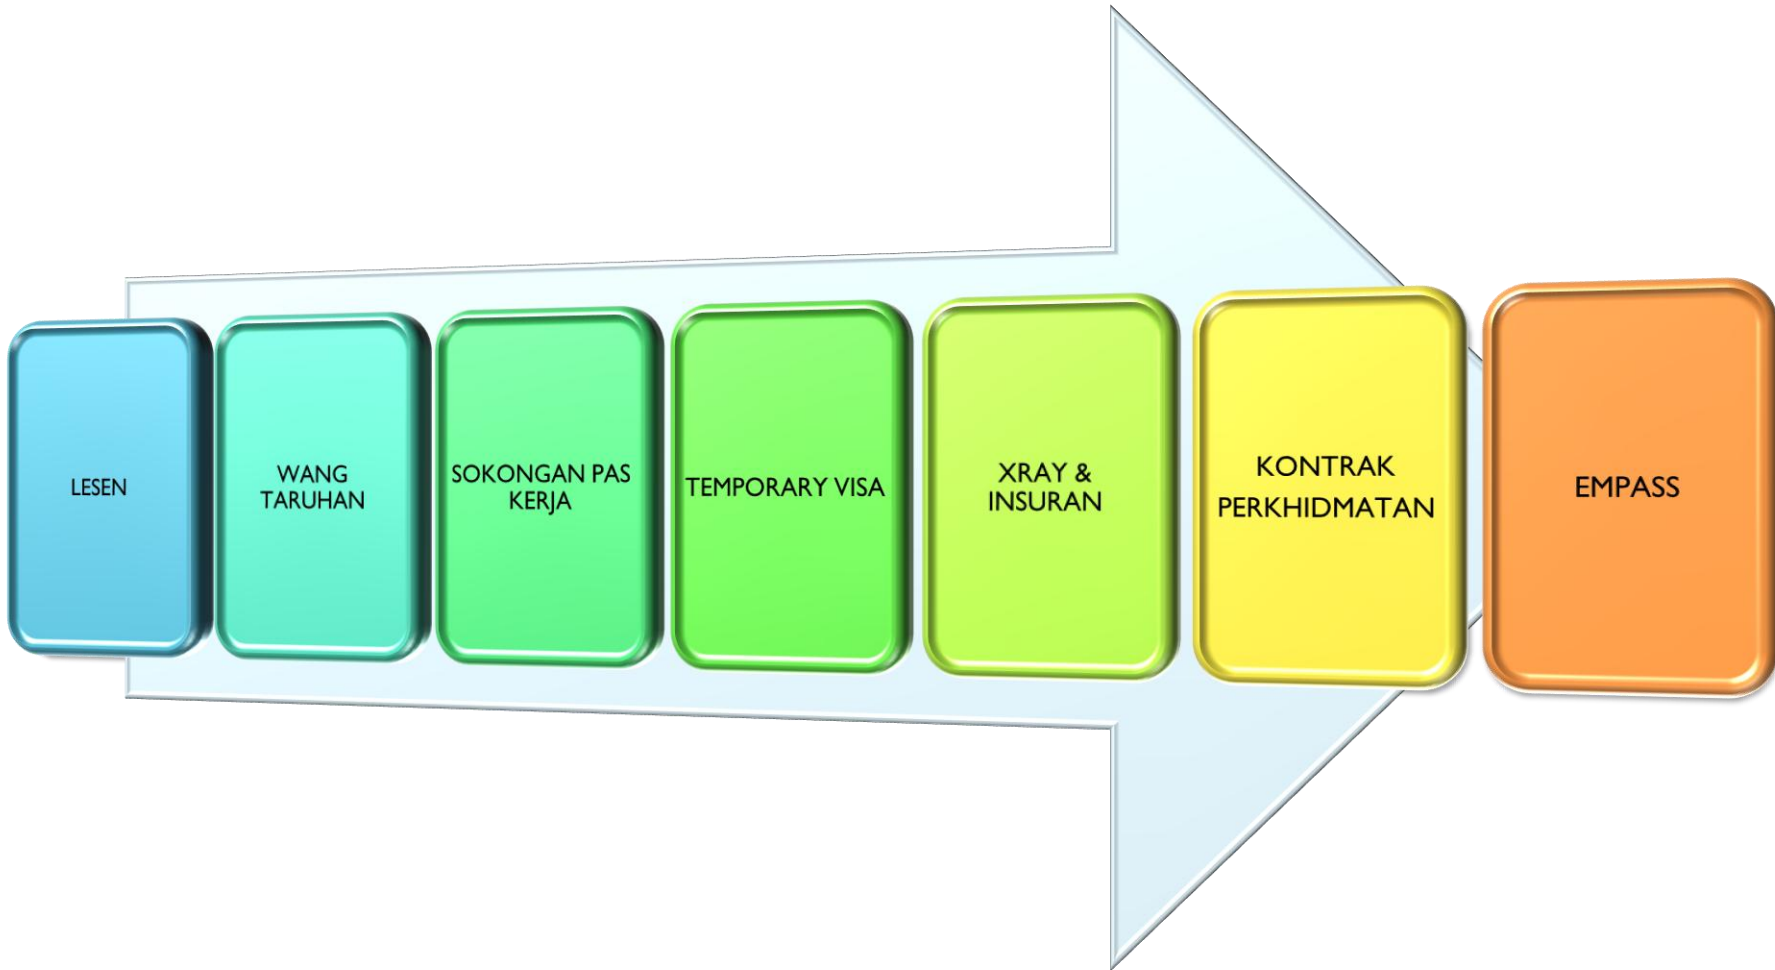 LESEN
WANG
TARUHAN
SOKONGAN PAS
KERJA
TEMPORARY VISA
XRAY &
INSURAN
KONTRAK
PERKHIDMATAN
EMPASS